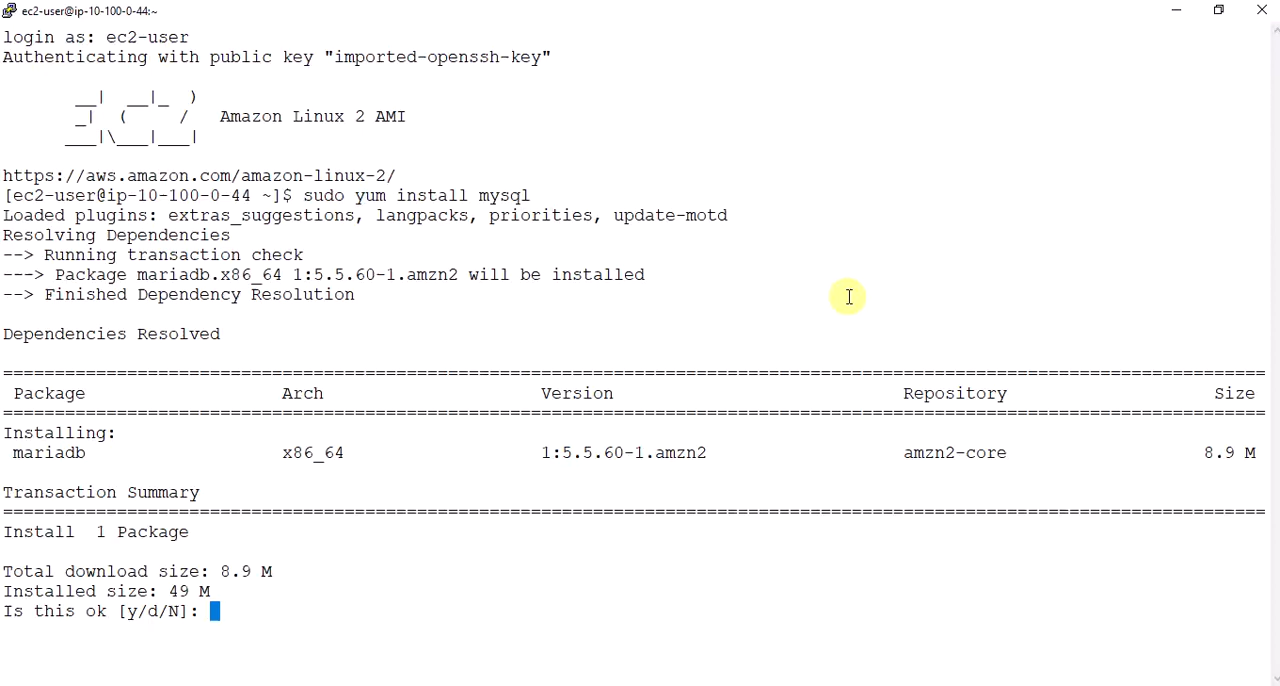 ec2-user@ip-10-100-0-44:~
login as: ec2-user
Authenticating with public key "imported-openssh-key"
       __|  __|_  )
       _|  (     /   Amazon Linux 2 AMI
      ___|\___|___|
https://aws.amazon.com/amazon-linux-2/
[ec2-user@ip-10-100-0-44 ~]$ sudo yum install mysql
Loaded plugins: extras_suggestions, langpacks, priorities, update-motd
Resolving Dependencies
--> Running transaction check
---> Package mariadb.x86_64 1:5.5.60-1.amzn2 will be installed
--> Finished Dependency Resolution
Dependencies Resolved
Package Arch Version Repository Size
Installing:
mariadb x86_64 1:5.5.60-1.amzn2 amzn2-core 8.9 M
Transaction Summary
Install  1 Package
Total download size: 8.9 M
Installed size: 49 M
Is this ok [y/d/N]: